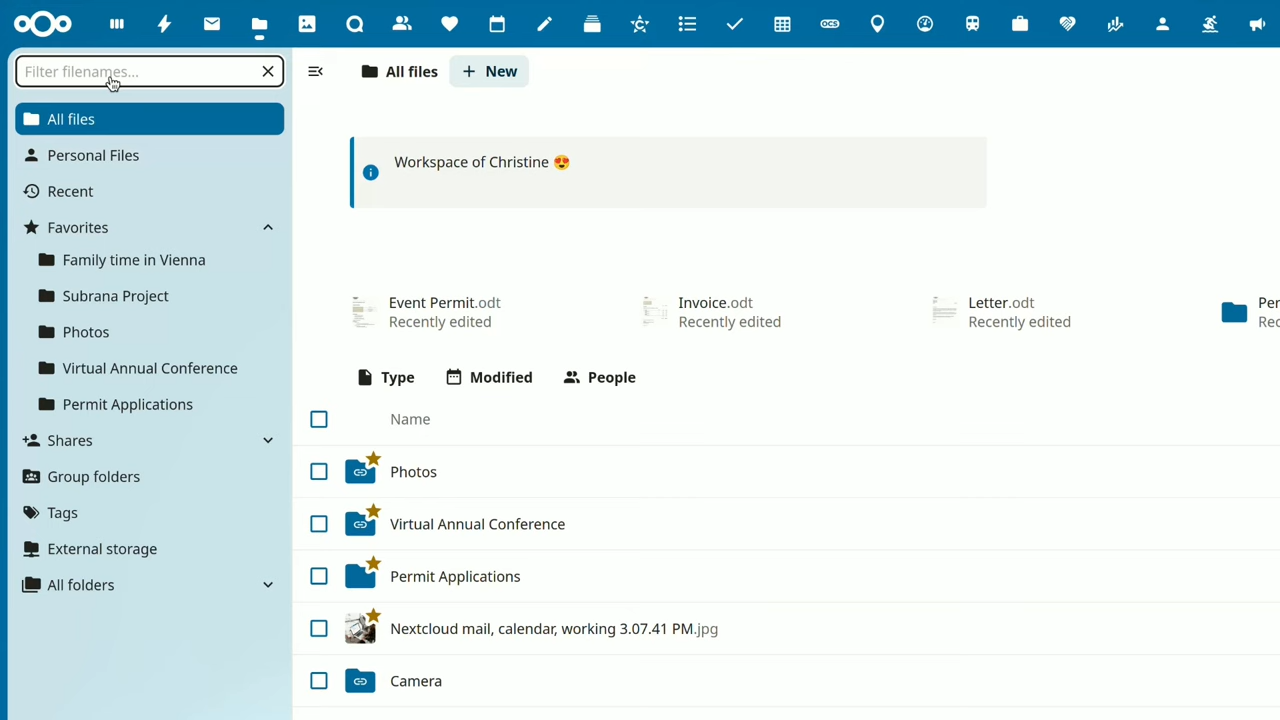 Filter filenames...
All files
Personal Files
Recent
Favorites
Family time in Vienna
Subrana Project
Photos
Virtual Annual Conference
Permit Applications
Shares
Group folders
Tags
External storage
All folders
OCS
All files
+ New
Workspace of Christine 😍
Event Permit.odt
Recently edited
Invoice.odt
Recently edited
Letter.odt
Recently edited
Type Modified People
Name
Photos
Virtual Annual Conference
Permit Applications
Nextcloud mail, calendar, working 3.07.41 PM.jpg
Camera